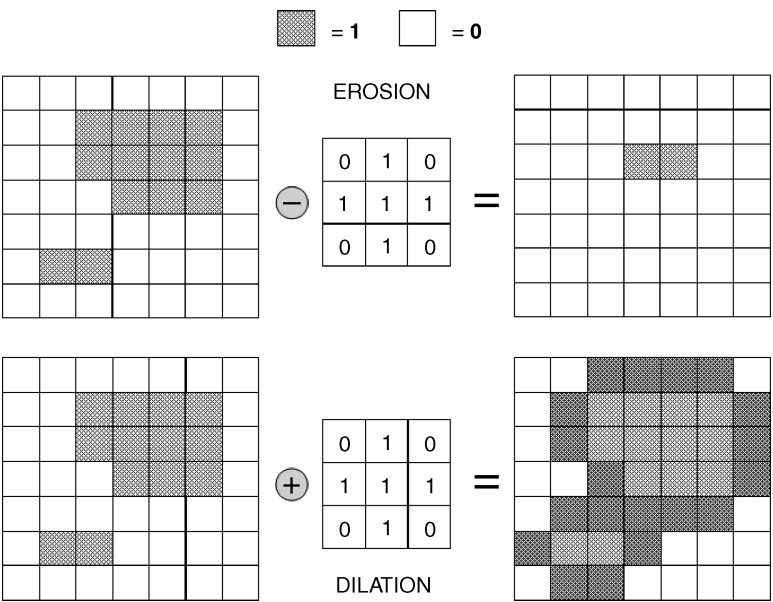 = 1 = 0
EROSION
0 1 0
− 1 1 1 =
0 1 0
0 1 0
+ 1 1 1 =
0 1 0
DILATION